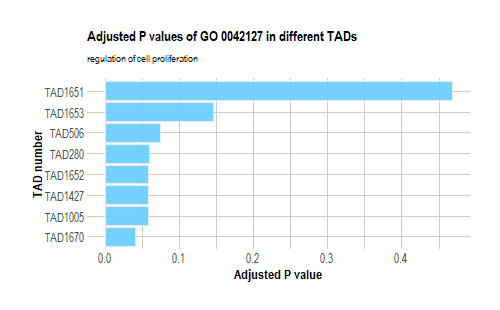 Adjusted P values of GO 0042127 in different TADs
regulation of cell proliferation
TAD1651
TAD1653
TAD506
TAD280
TAD1652
TAD1427
TAD1005
TAD1670
TAD number
0.0 0.1 0.2 0.3 0.4
Adjusted P value